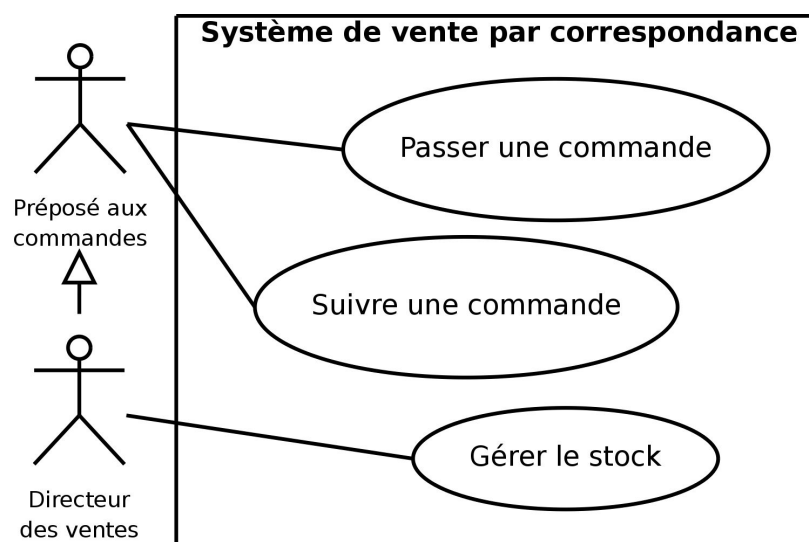 Système de vente par correspondance
Passer une commande
Préposé aux
commandes
Suivre une commande
Gérer le stock
Directeur
des ventes